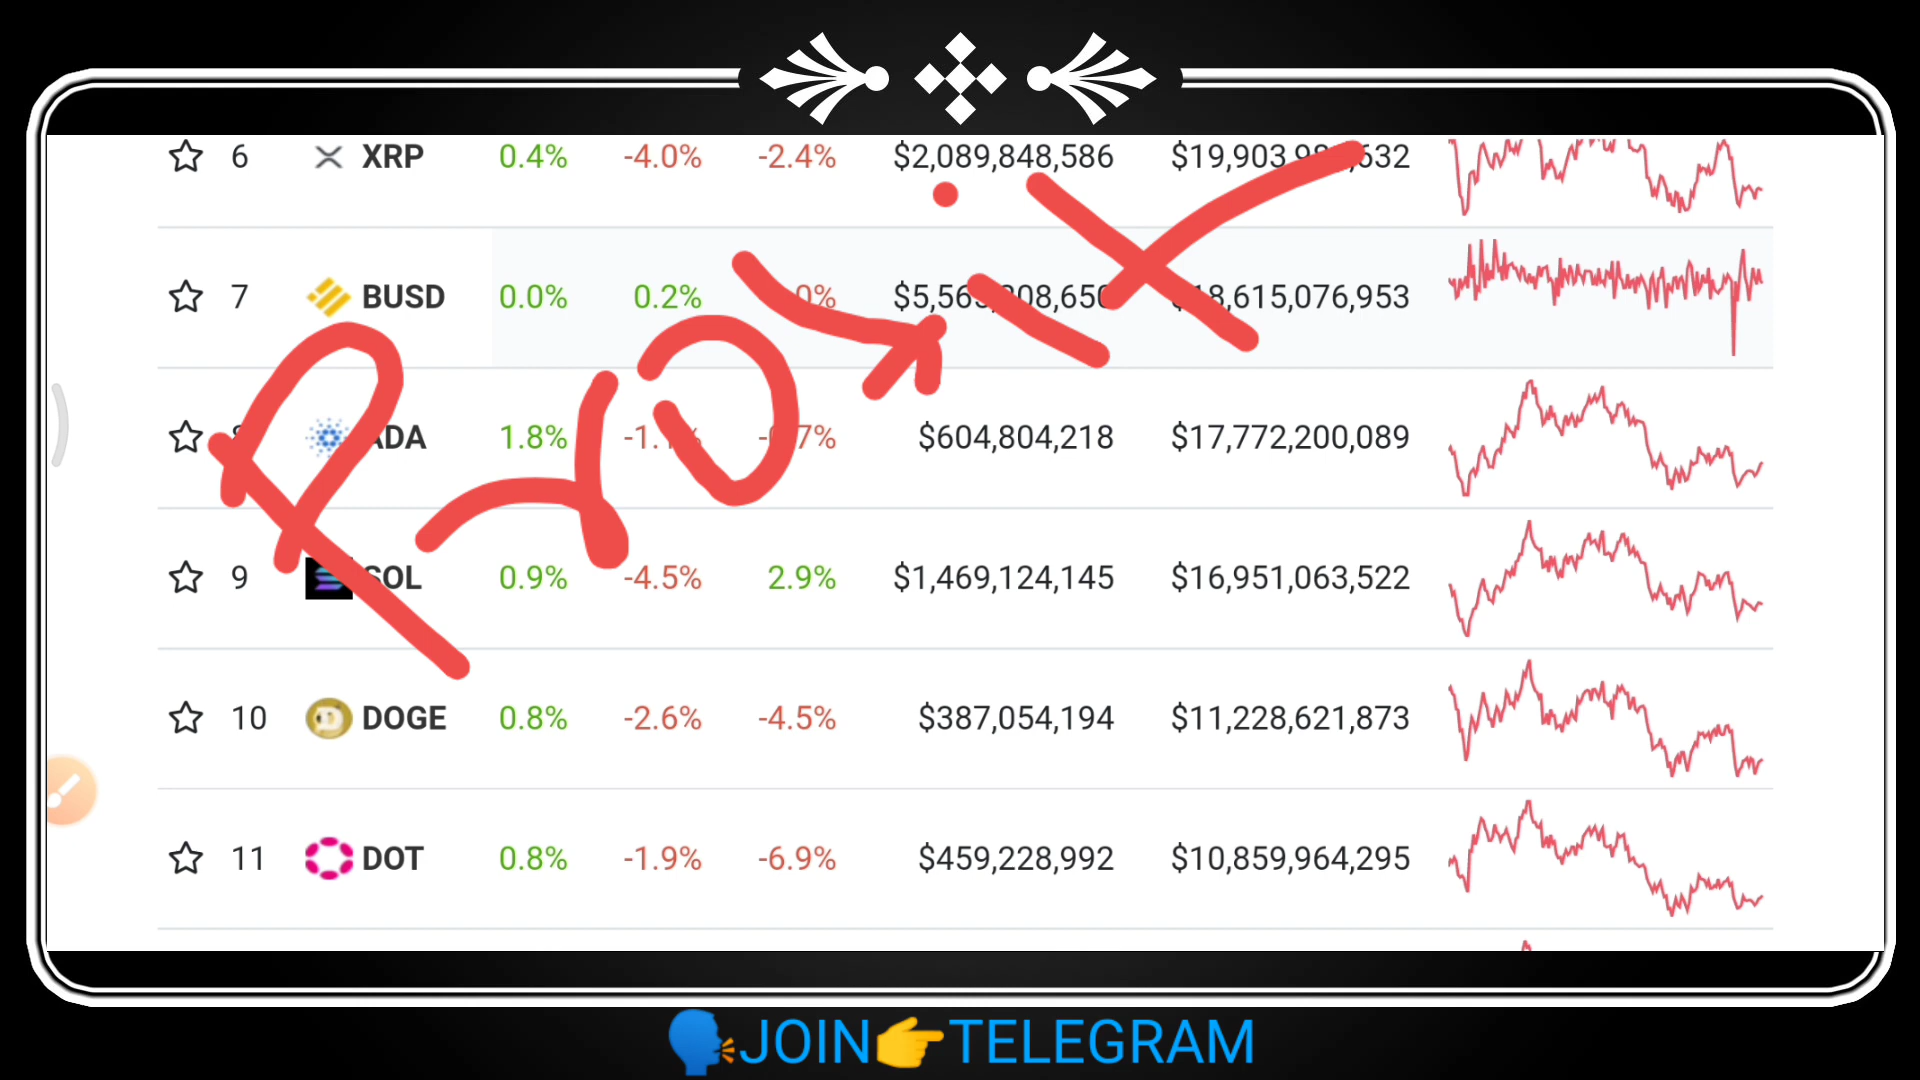 6 XRP 0.4% -4.0% -2.4% $2,089,848,586
7 BUSD 0.0% 0.2%
ADA 1.8% $604,804,218 $17,772,200,089
9 SOL 0.9% -4.5% 2.9% $1,469,124,145 $16,951,063,522
10 DOGE 0.8% -2.6% -4.5% $387,054,194 $11,228,621,873
11 DOT 0.8% -1.9% -6.9% $459,228,992 $10,859,964,295
JOIN TELEGRAM